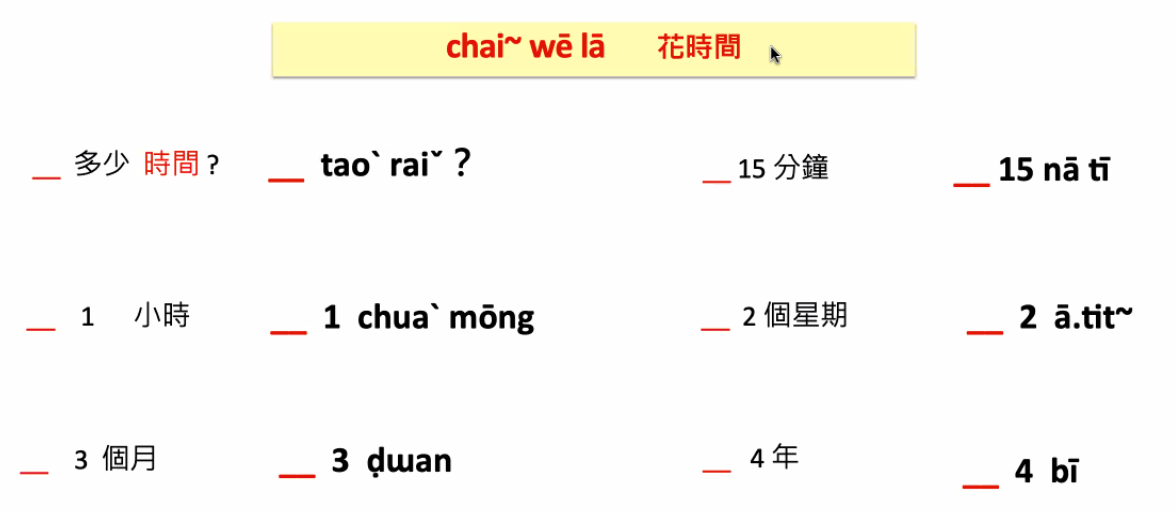 chai~ wē lā 花時間
__ 多少 時間 ? __ taoˋ raiˇ ? __ 15 分鐘 __ 15 nā tī
__ 1 小時 __ 1 chuaˋ mōng __ 2 個星期 __ 2 ā.tit~
__ 3 個月 __ 3 ḍɯan __ 4 年 __ 4 bī